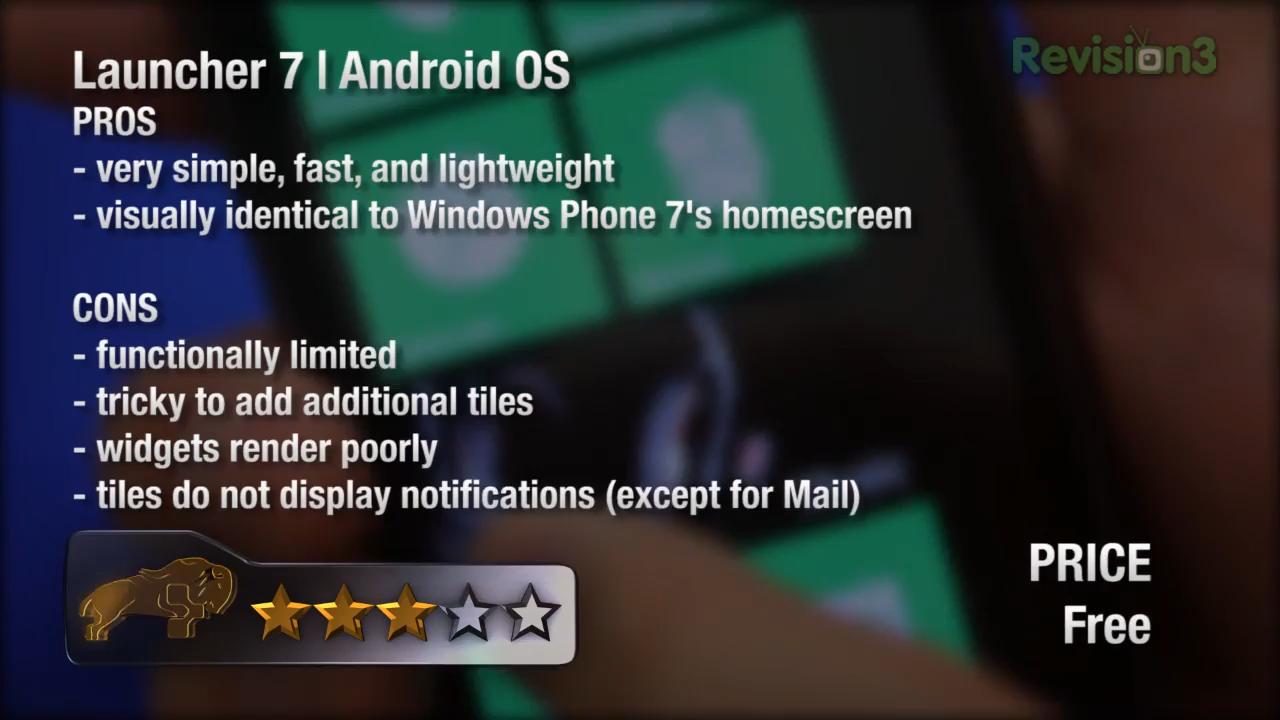 Launcher 7 | Android OS
Revision3
PROS
- very simple, fast, and lightweight
- visually identical to Windows Phone 7's homescreen
CONS
- functionally limited
- tricky to add additional tiles
- widgets render poorly
- tiles do not display notifications (except for Mail)
PRICE
Free